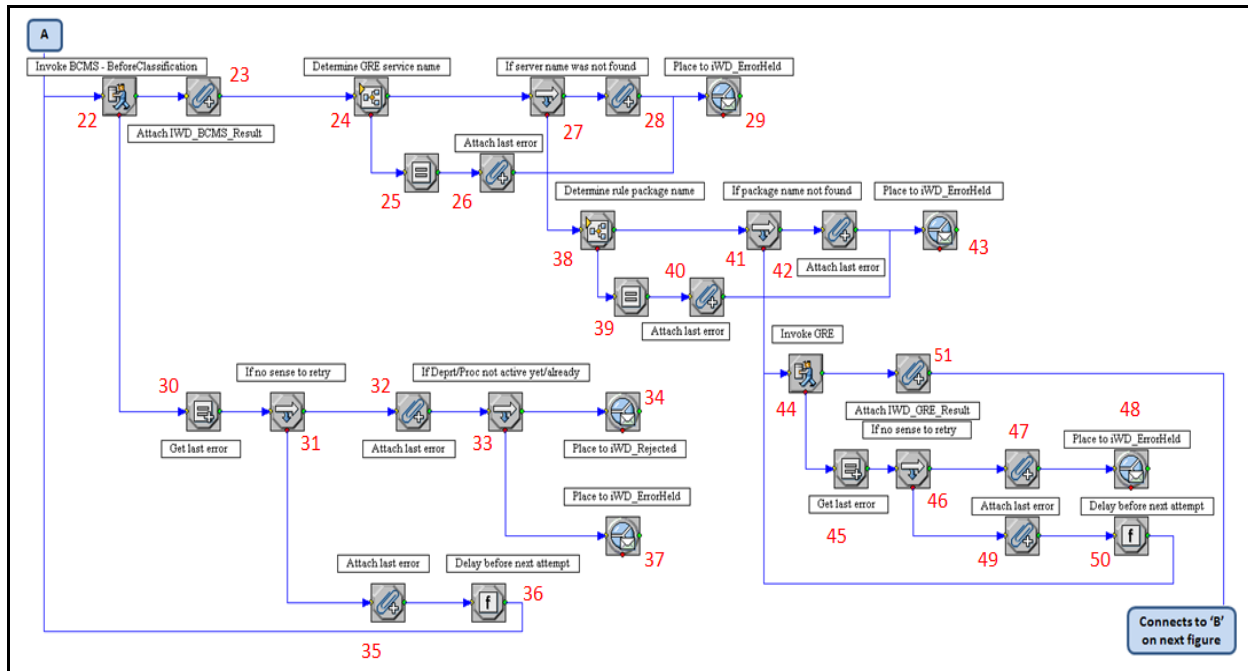 A
Invoke BCMS - BeforeClassification
23
Determine GRE service name
If server name was not found
Place to iWD_ErrorHeld
22
Attach IWD_BCMS_Result
24
27
28
29
Attach last error
25
26
Determine rule package name
If package name not found
Place to iWD_ErrorHeld
38
41
42
43
Attach last error
40
39
Attach last error
Invoke GRE
51
44
Attach IWD_GRE_Result
If no sense to retry
47
48
Place to iWD_ErrorHeld
30
If no sense to retry
32
If Deprt/Proc not active yet/already
34
Get last error
31
Attach last error
33
Place to iWD_Rejected
Place to iWD_ErrorHeld
37
Get last error
46
Attach last error
Delay before next attempt
45
49
50
f
Attach last error
Delay before next attempt
36
f
35
Connects to ‘B’
on next figure